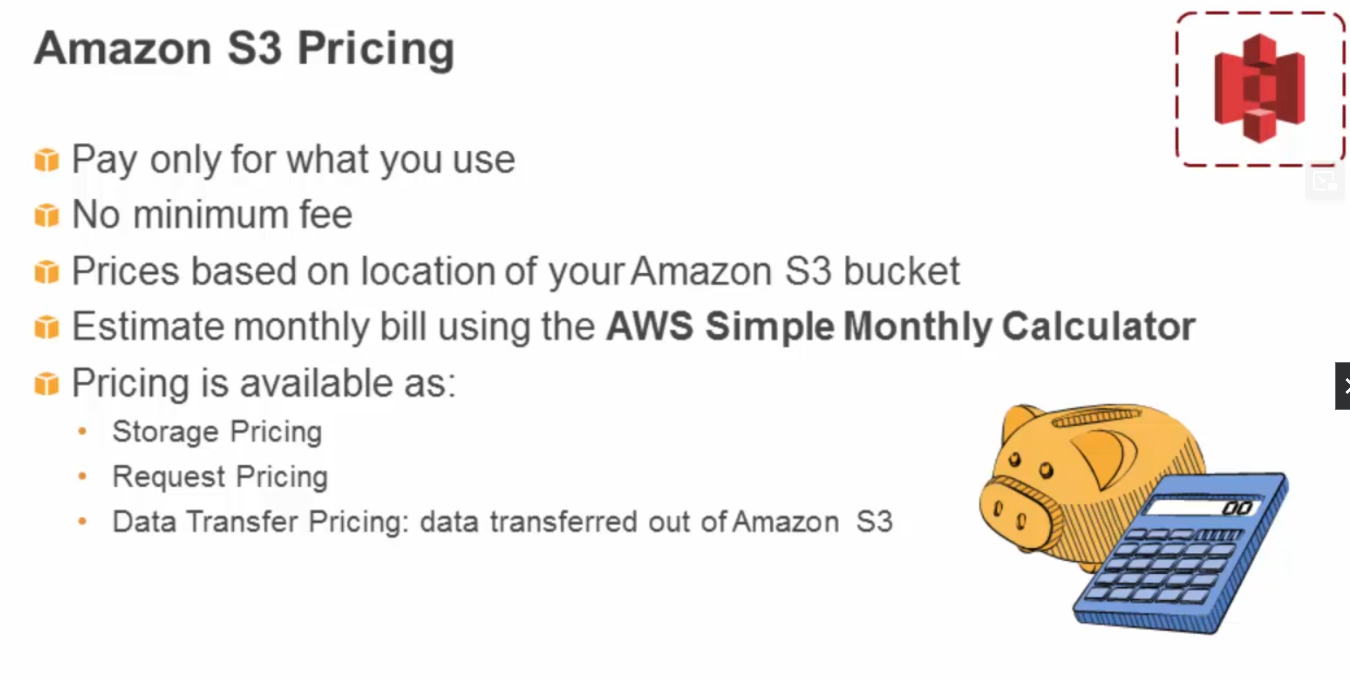 Amazon S3 Pricing
Pay only for what you use
No minimum fee
Prices based on location of your Amazon S3 bucket
Estimate monthly bill using the AWS Simple Monthly Calculator
Pricing is available as:
• Storage Pricing
• Request Pricing
• Data Transfer Pricing: data transferred out of Amazon S3
00